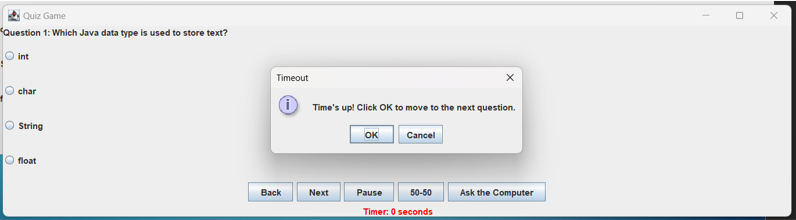 Quiz Game
Question 1: Which Java data type is used to store text?
int
char
String
float
Timeout
Time's up! Click OK to move to the next question.
OK Cancel
Back Next Pause 50-50 Ask the Computer
Timer: 0 seconds